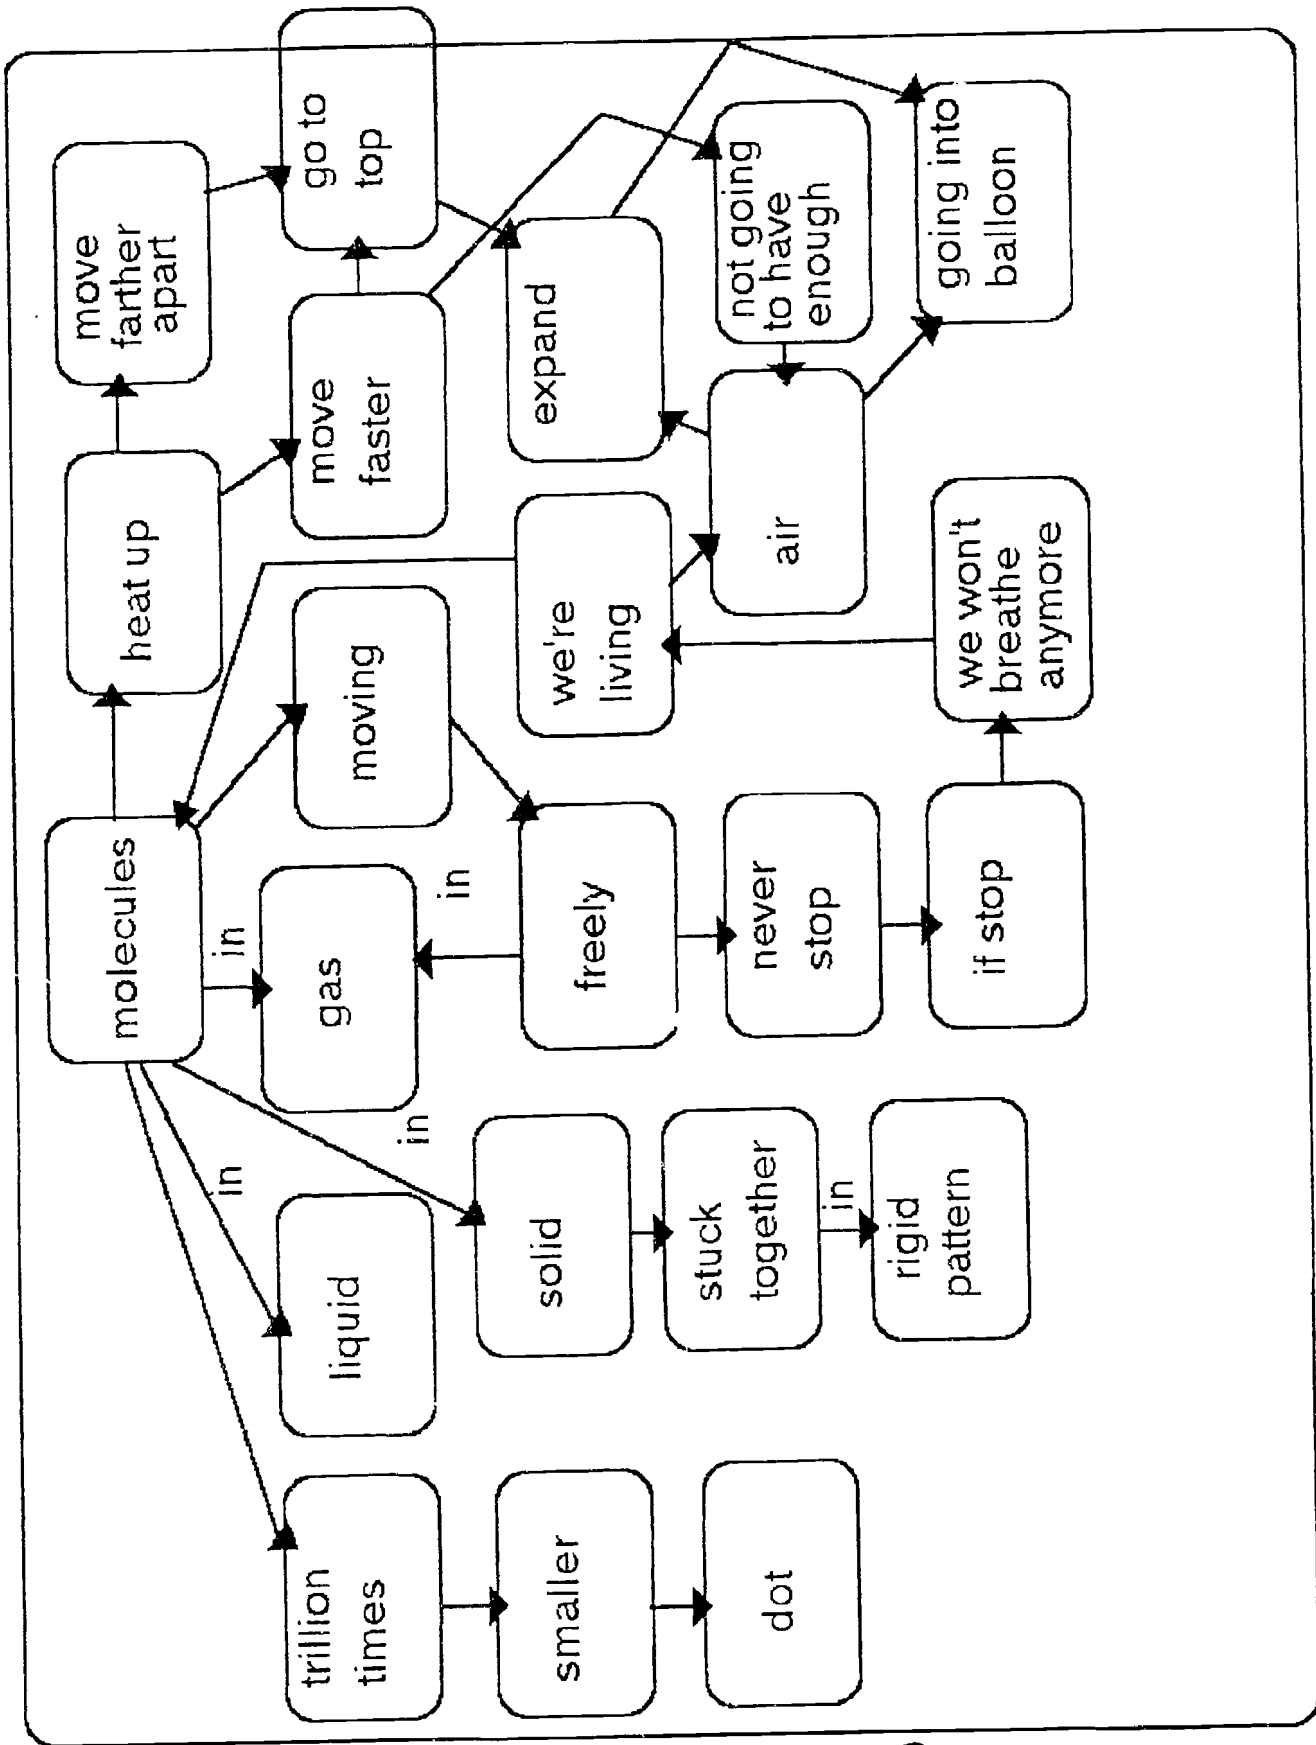 molecules
heat up
move
farther
apart
in
in
in
trillion
times
liquid
gas
moving
move
faster
go to
top
in
smaller
solid
freely
we're
living
expand
dot
stuck
together
never
stop
air
not going
to have
enough
in
rigid
pattern
if stop
we won't
breathe
anymore
going into
balloon